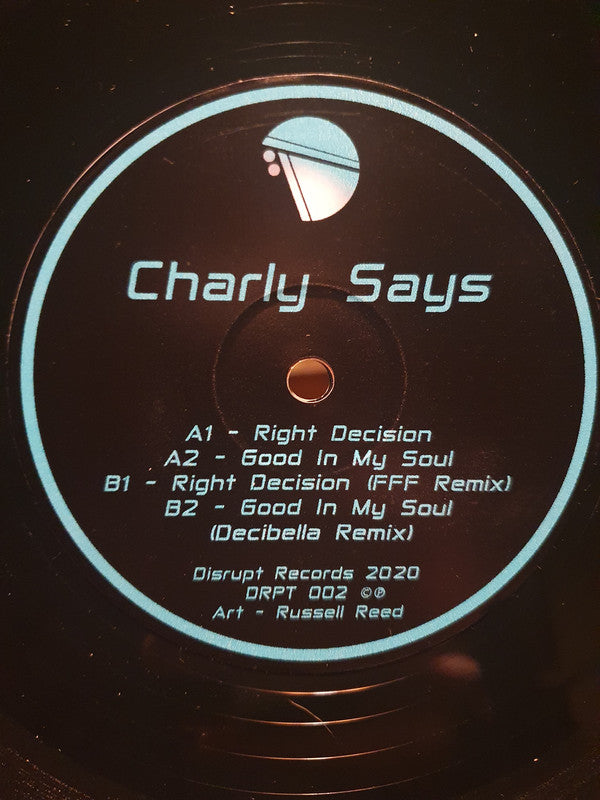 Charly Says
A1 - Right Decision
A2 - Good In My Soul
B1 - Right Decision (FFF Remix)
B2 - Good In My Soul
(Decibella Remix)
Disrupt Records 2020
DRPT 002 ©℗
Art - Russell Reed